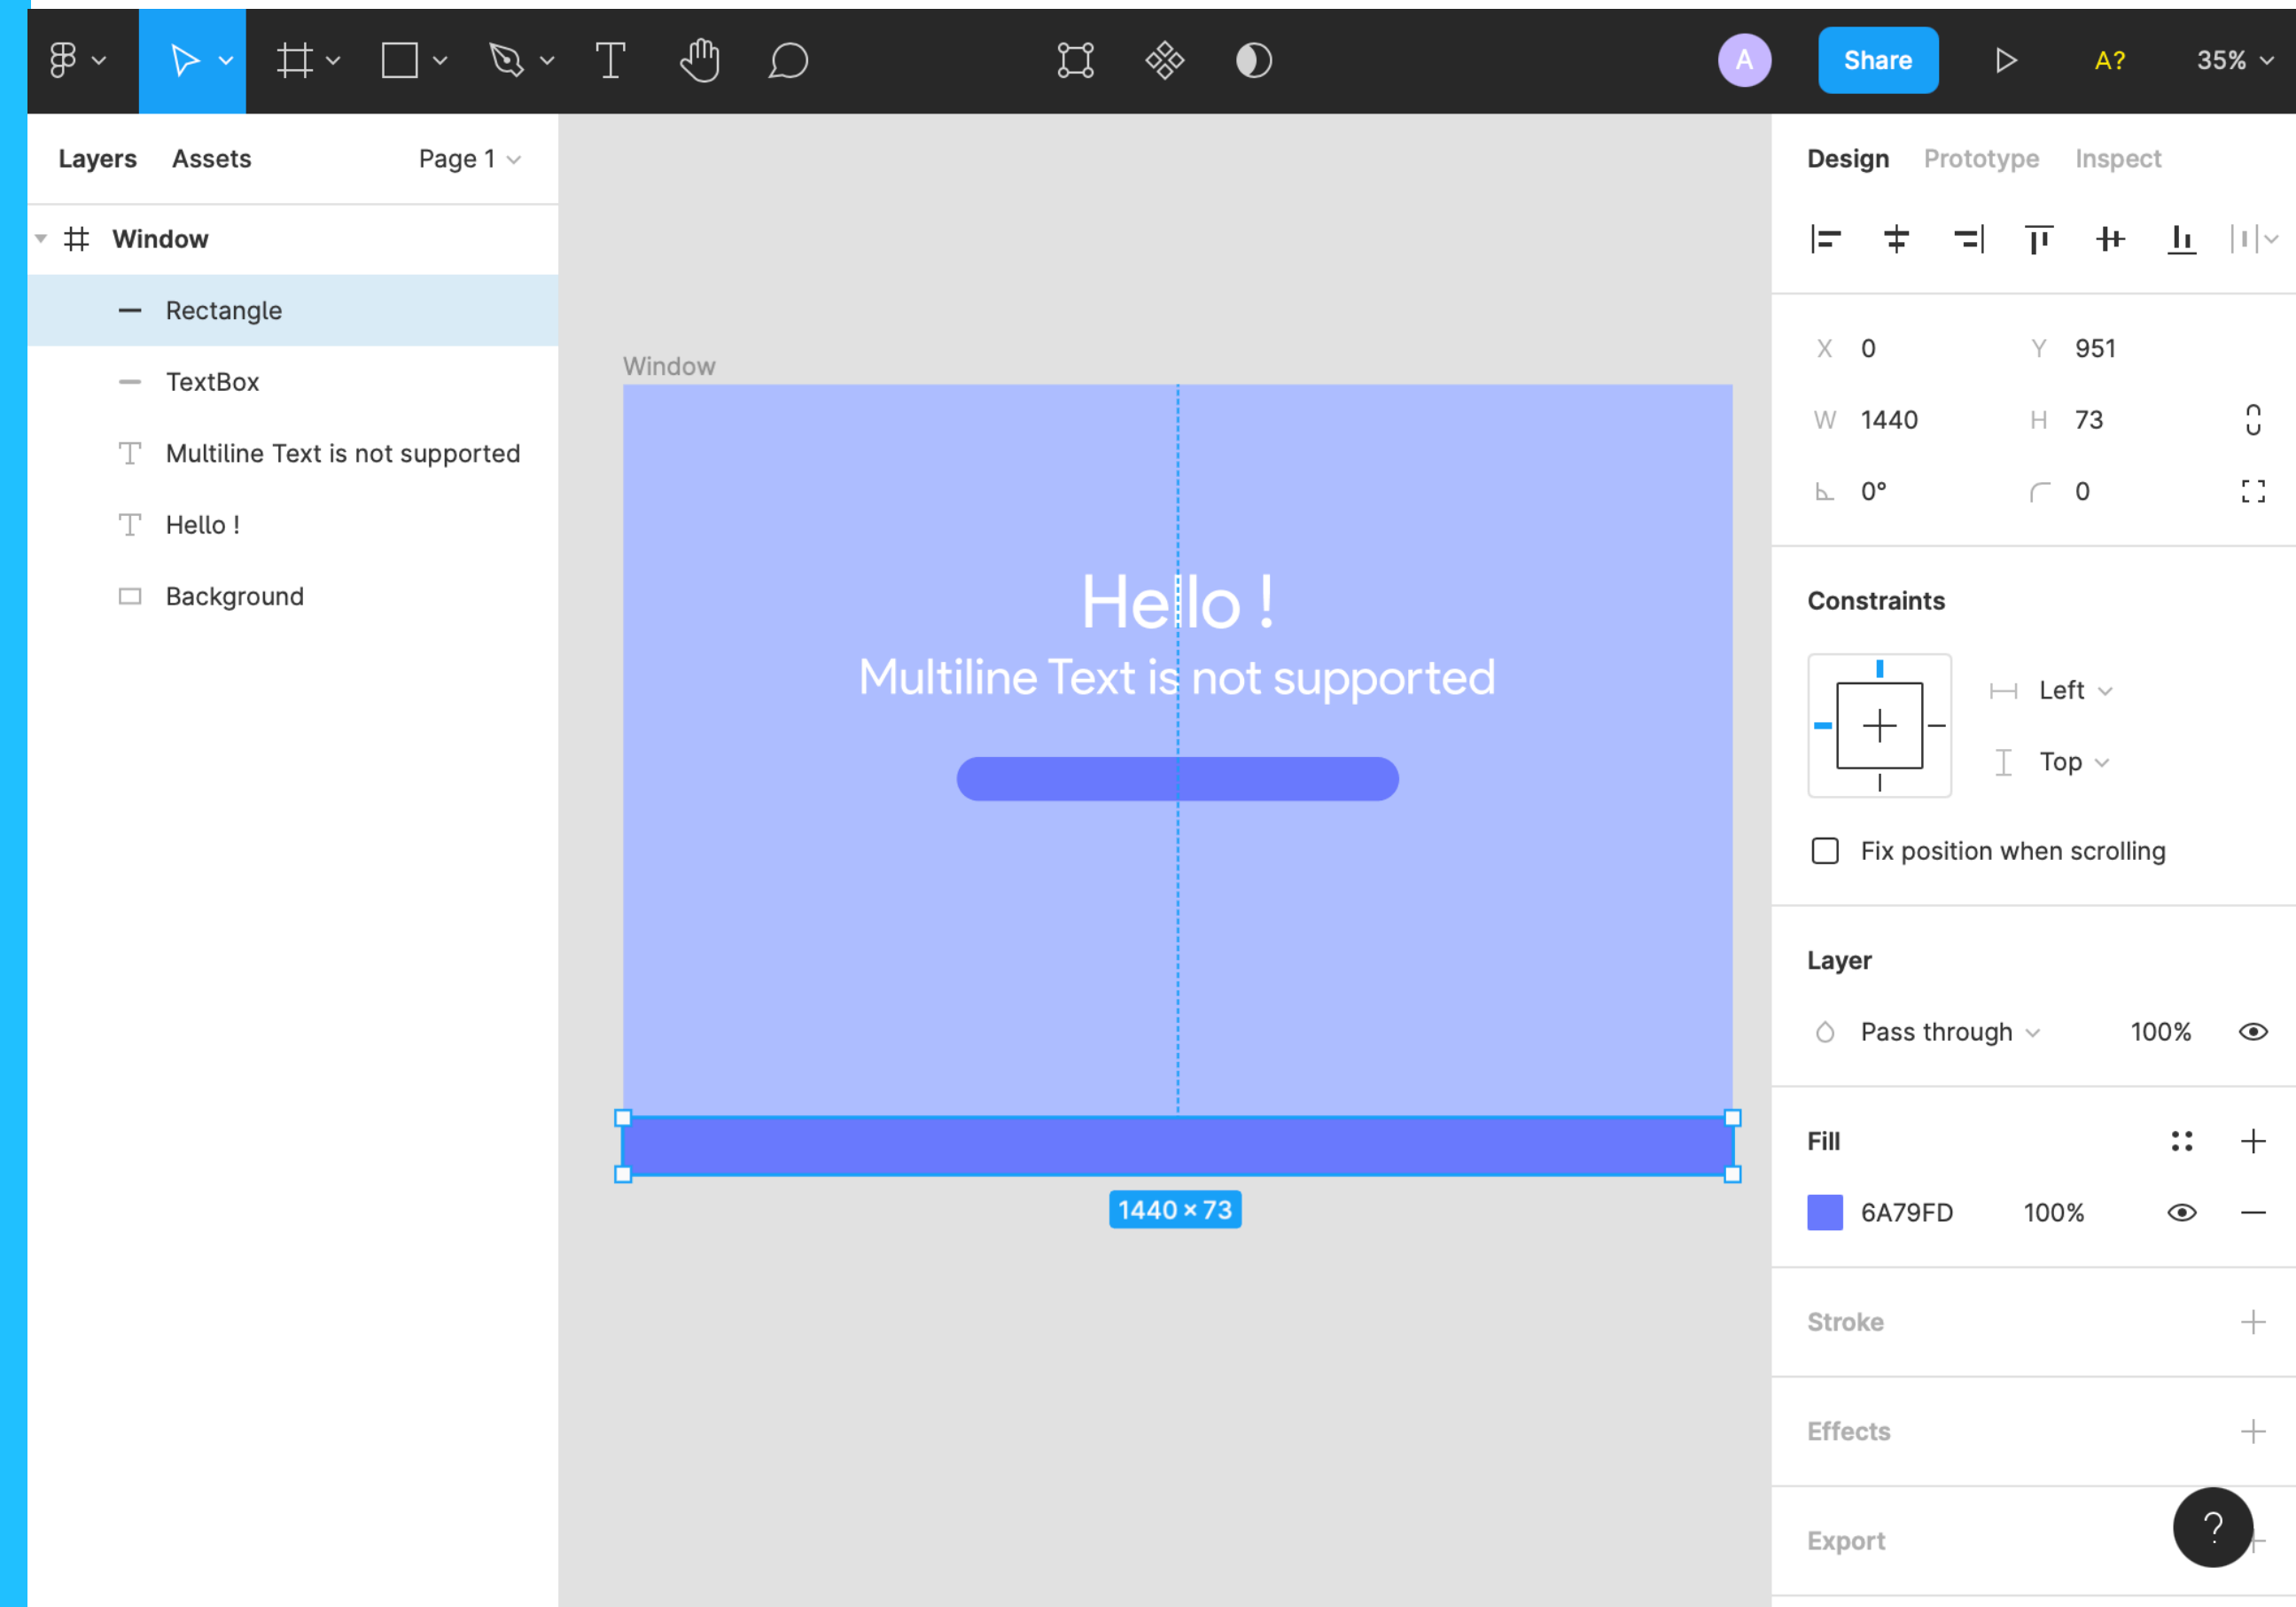 A Share A? 35%
Layers Assets Page 1
Window
Rectangle
TextBox
Multiline Text is not supported
Hello !
Background
Window
Hello !
Multiline Text is not supported
1440 × 73
Design Prototype Inspect
X 0 Y 951
W 1440 H 73
0° 0
Constraints
Left
Top
Fix position when scrolling
Layer
Pass through 100%
Fill
6A79FD 100%
Stroke
Effects
Export
?